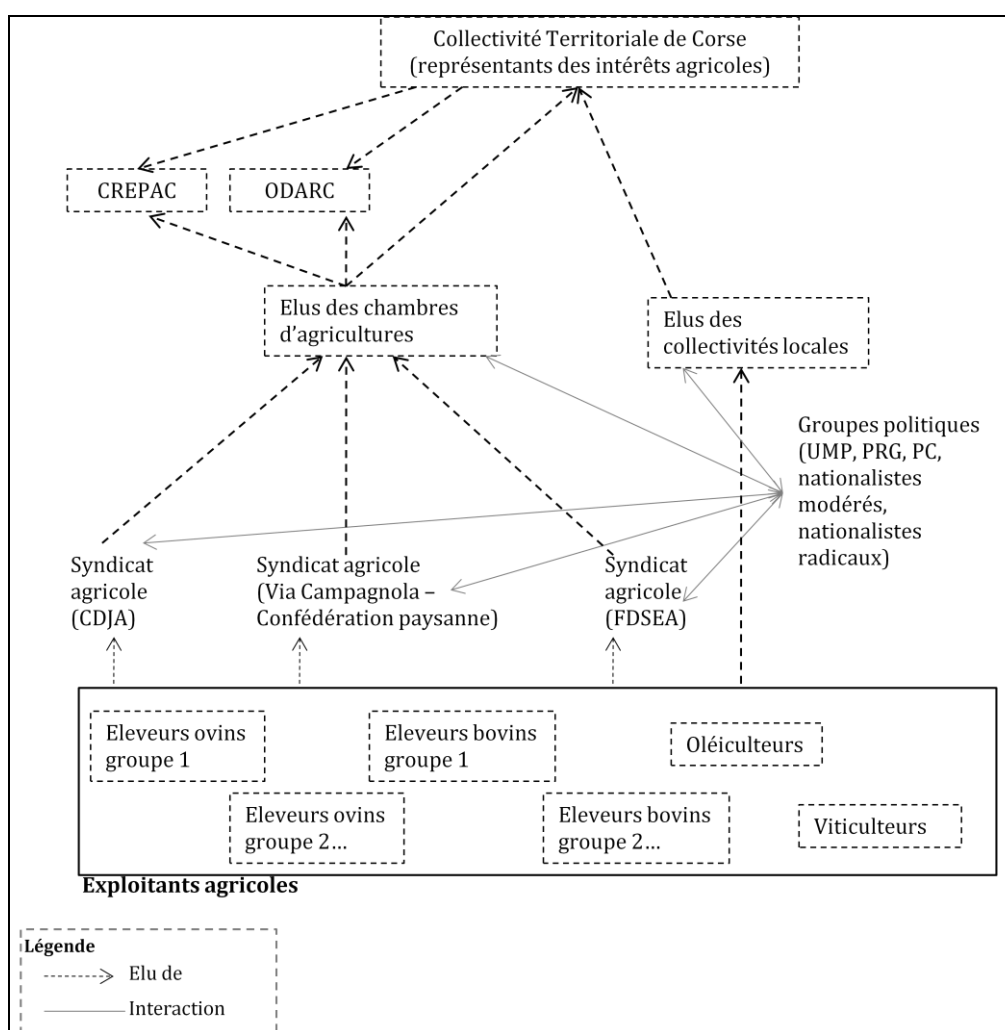 Collectivité Territoriale de Corse
(représentants des intérêts agricoles)
CREPAC
ODARC
Elus des chambres
d’agricultures
Elus des
collectivités locales
Groupes politiques
(UMP, PRG, PC,
nationalistes
modérés,
nationalistes
radicaux)
Syndicat
agricole
(CDJA)
Syndicat agricole
(Via Campagnola –
Confédération paysanne)
Syndicat
agricole
(FDSEA)
Eleveurs ovins
groupe 1
Eleveurs bovins
groupe 1
Oléiculteurs
Eleveurs ovins
groupe 2…
Eleveurs bovins
groupe 2…
Viticulteurs
Exploitants agricoles
Légende
Elu de
Interaction